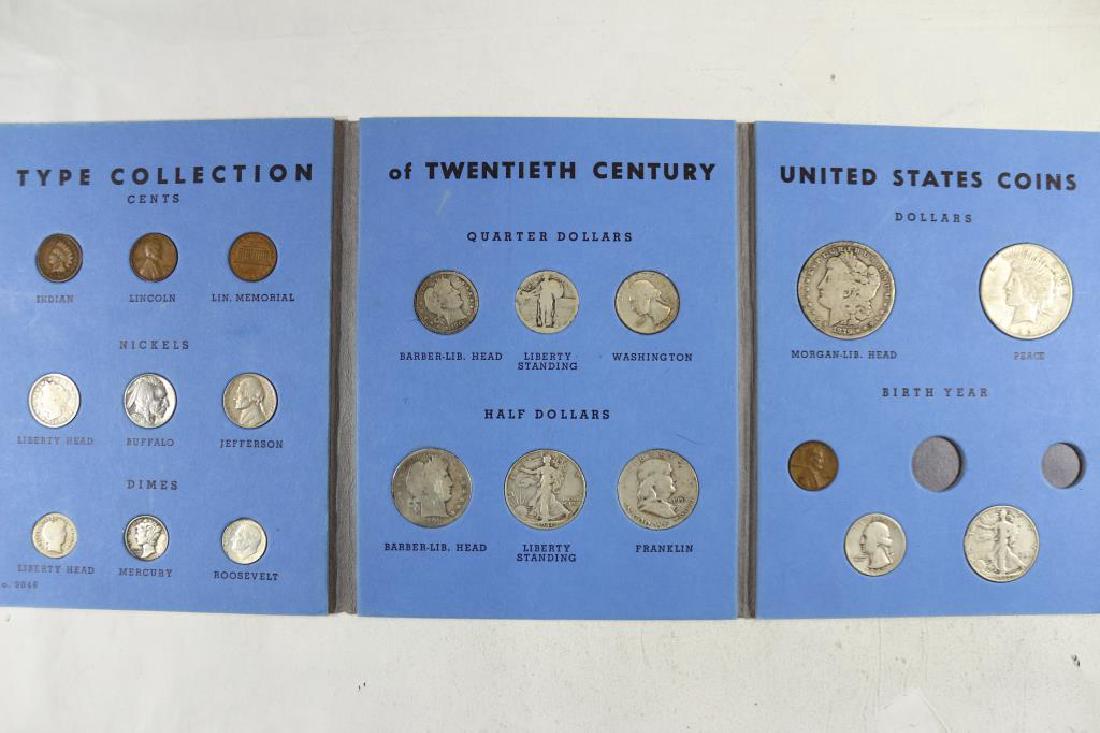 TYPE COLLECTION
CENTS
INDIAN LINCOLN LIN. MEMORIAL
NICKELS
LIBERTY HEAD BUFFALO JEFFERSON
DIMES
LIBERTY HEAD MERCURY ROOSEVELT
of TWENTIETH CENTURY
QUARTER DOLLARS
BARBER-LIB. HEAD LIBERTY STANDING WASHINGTON
HALF DOLLARS
BARBER-LIB. HEAD LIBERTY STANDING FRANKLIN
UNITED STATES COINS
DOLLARS
MORGAN-LIB. HEAD PEACE
BIRTH YEAR